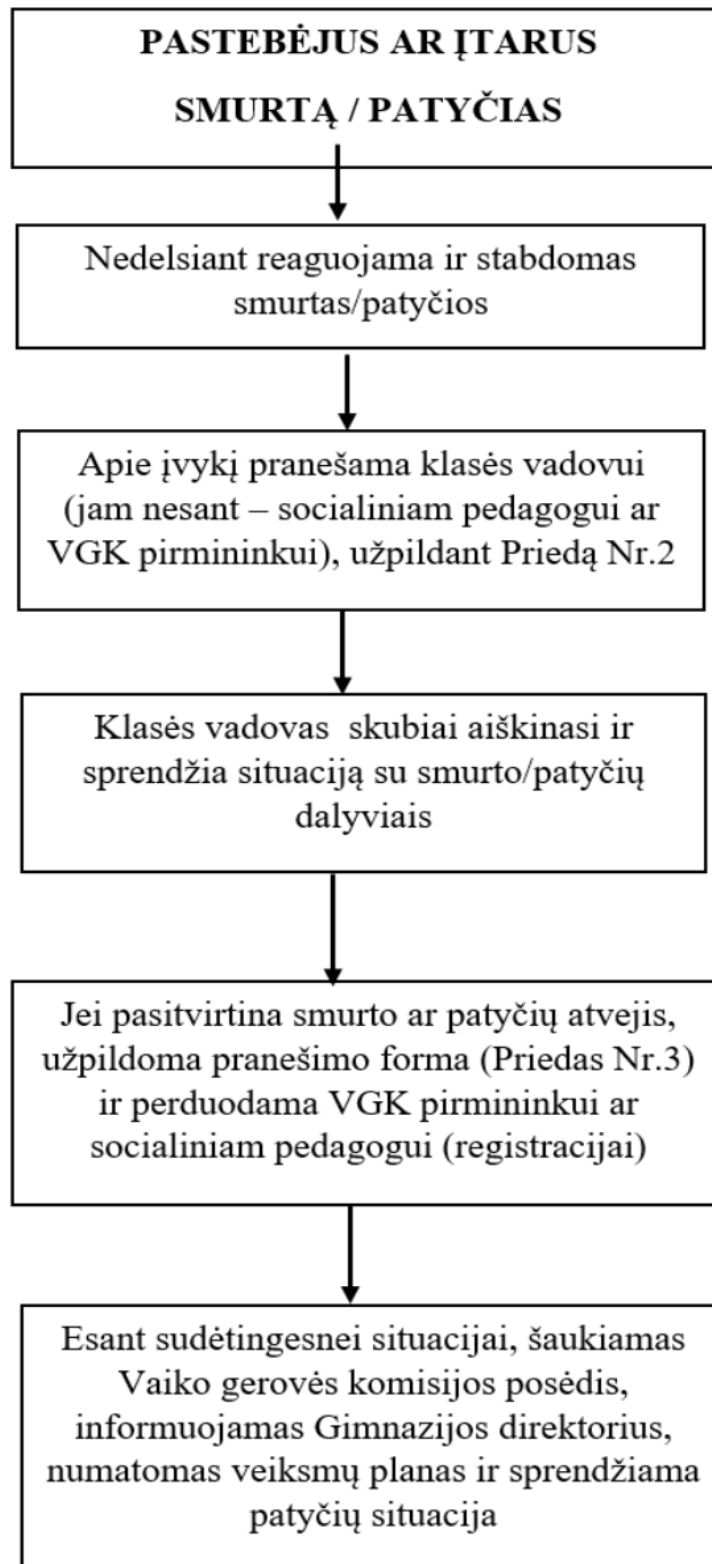 PASTEBĖJUS AR ĮTARUS
SMURTĄ / PATYČIAS
Nedelsiant reaguojama ir stabdomas
smurtas/patyčios
Apie įvykį pranešama klasės vadovui
(jam nesant – socialiniam pedagogui ar
VGK pirmininkui), užpildant Priedą Nr.2
Klasės vadovas  skubiai aiškinasi ir
sprendžia situaciją su smurto/patyčių
dalyviais
Jei pasitvirtina smurto ar patyčių atvejis,
užpildoma pranešimo forma (Priedas Nr.3)
ir perduodama VGK pirmininkui ar
socialiniam pedagogui (registracijai)
Esant sudėtingesnei situacijai, šaukiamas
Vaiko gerovės komisijos posėdis,
informuojamas Gimnazijos direktorius,
numatomas veiksmų planas ir sprendžiama
patyčių situacija